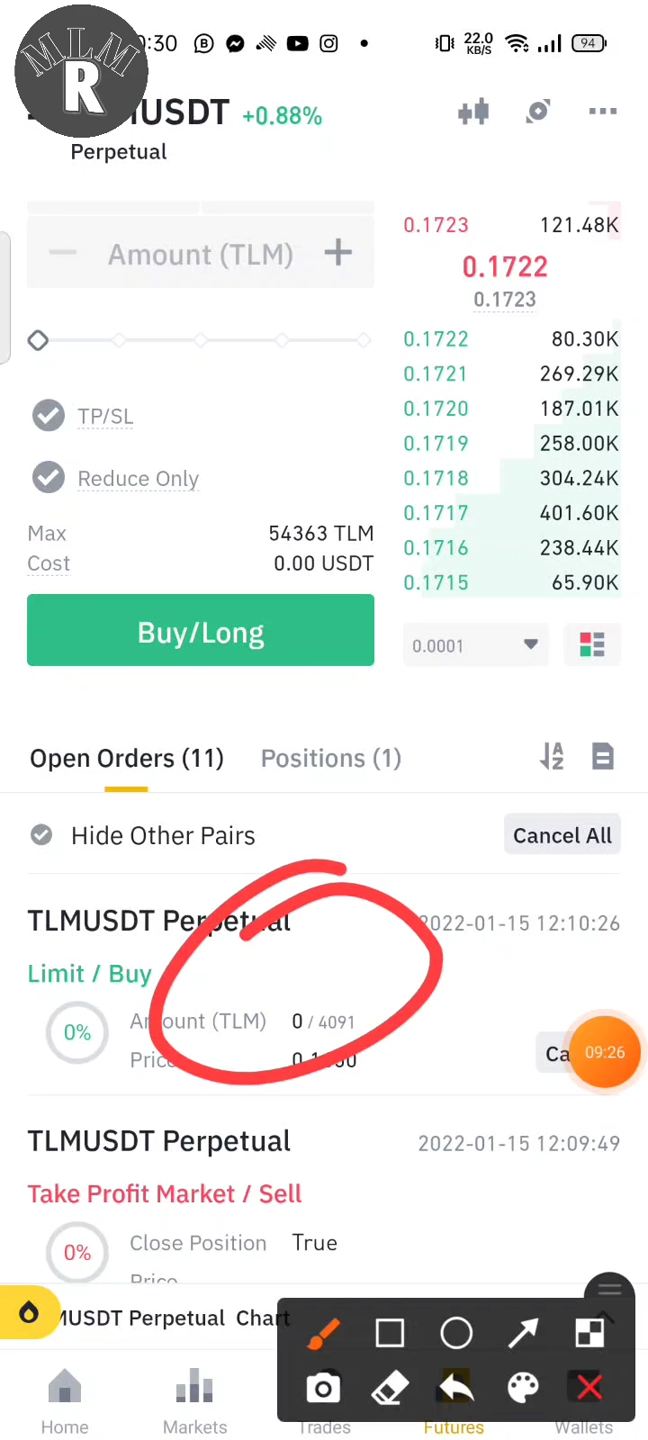 MLM
R
0:30
22.0
KB/S
94
MUSDT +0.88%
Perpetual
Amount (TLM)
0.1723 121.48K
0.1722
0.1723
0.1722 80.30K
0.1721 269.29K
0.1720 187.01K
0.1719 258.00K
0.1718 304.24K
0.1717 401.60K
0.1716 238.44K
0.1715 65.90K
TP/SL
Reduce Only
Max 54363 TLM
Cost 0.00 USDT
Buy/Long
0.0001
Open Orders (11) Positions (1)
Hide Other Pairs Cancel All
TLMUSDT Perpetual 2022-01-15 12:10:26
Limit / Buy
0% Amount (TLM) 0 / 4091
Price
Ca 09:26
TLMUSDT Perpetual 2022-01-15 12:09:49
Take Profit Market / Sell
0% Close Position True
Price
MUSDT Perpetual Chart
Home Markets Trades Futures Wallets